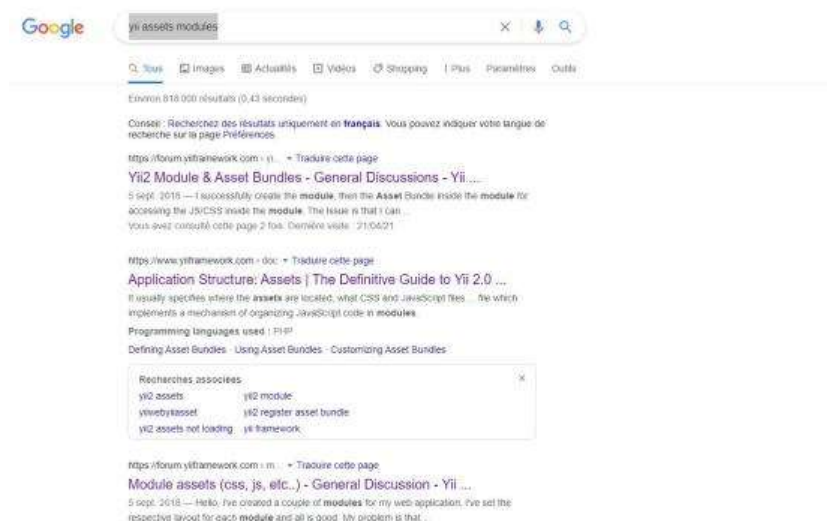 Google
yii assets modules
Tous Images Actualités Vidéos Shopping Plus Paramètres Outils
Environ 818 000 résultats (0,43 secondes)
Conseil : Recherchez des résultats uniquement en français. Vous pouvez indiquer votre langue de
recherche sur la page Préférences.
https://forum.yiiframework.com › ... Traduire cette page
Yii2 Module & Asset Bundles - General Discussions - Yii ...
5 sept. 2018 — I successfully create the module, then the Asset Bundle inside the module for
accessing the JS/CSS inside the module. The Issue is that I can ...
Vous avez consulté cette page 2 fois. Dernière visite : 21/04/21
https://www.yiiframework.com › doc Traduire cette page
Application Structure: Assets | The Definitive Guide to Yii 2.0 ...
It usually specifies where the assets are located, what CSS and JavaScript files ... file which
implements a mechanism of organizing JavaScript code in modules.
Programming languages used : PHP
Defining Asset Bundles · Using Asset Bundles · Customizing Asset Bundles
Recherches associées
yii2 assets yii2 module
yiiwebyiiasset yii2 register asset bundle
yii2 assets not loading yii framework
https://forum.yiiframework.com › m... Traduire cette page
Module assets (css, js, etc..) - General Discussion - Yii ...
5 sept. 2018 — Hello, I've created a couple of modules for my web application. I've set the
respective layout for each module and all is good. My problem is that ...